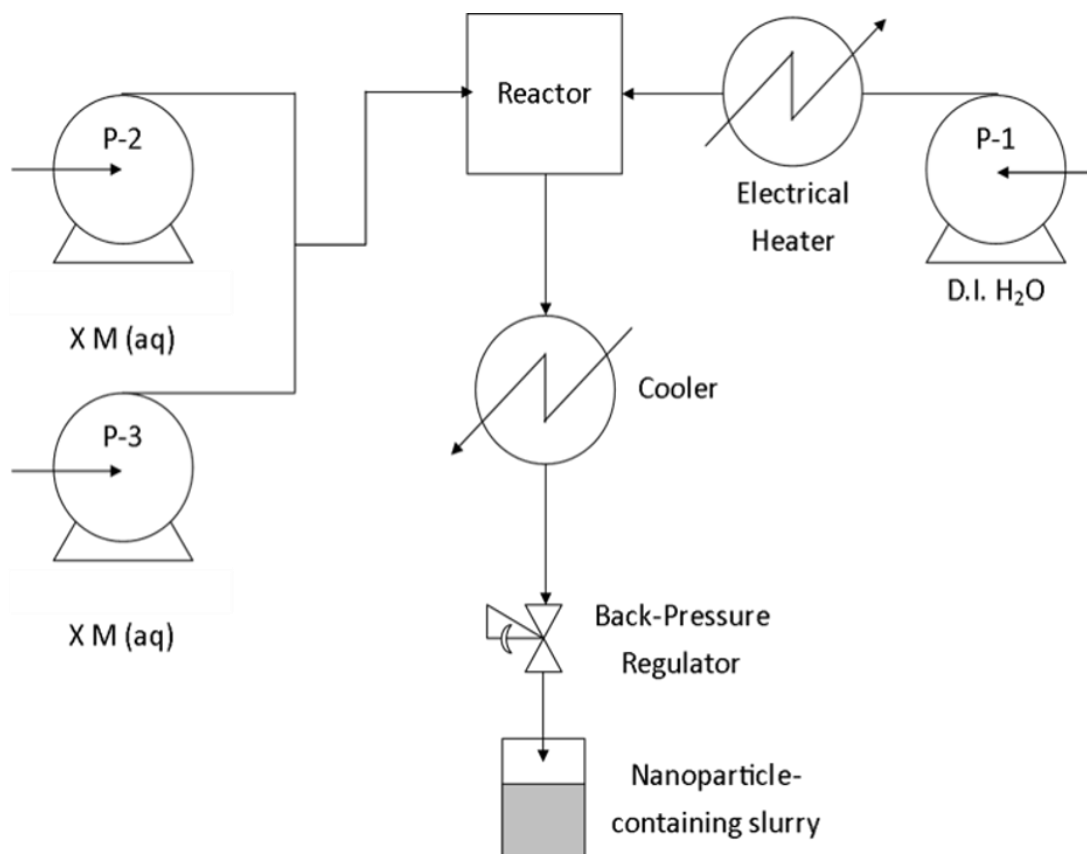 P-2
X M (aq)
P-3
X M (aq)
Reactor
Electrical
Heater
P-1
D.I. H₂O
Cooler
Back-Pressure
Regulator
Nanoparticle-
containing slurry